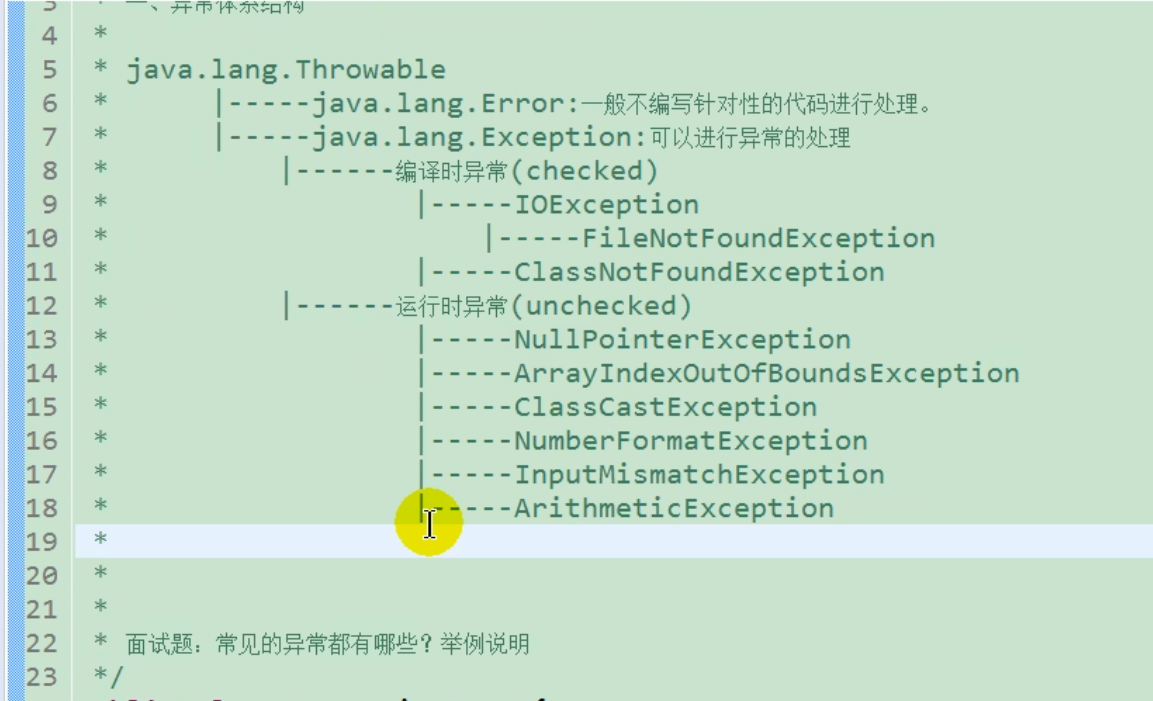 3 * 一、异常体系结构
4 *
5 * java.lang.Throwable
6 * |-----java.lang.Error:一般不编写针对性的代码进行处理。
7 * |-----java.lang.Exception:可以进行异常的处理
8 * |------编译时异常(checked)
9 * |-----IOException
10 * |-----FileNotFoundException
11 * |-----ClassNotFoundException
12 * |------运行时异常(unchecked)
13 * |-----NullPointerException
14 * |-----ArrayIndexOutOfBoundsException
15 * |-----ClassCastException
16 * |-----NumberFormatException
17 * |-----InputMismatchException
18 * |-----ArithmeticException
19 *
20 *
21 *
22 * 面试题：常见的异常都有哪些？举例说明
23 */